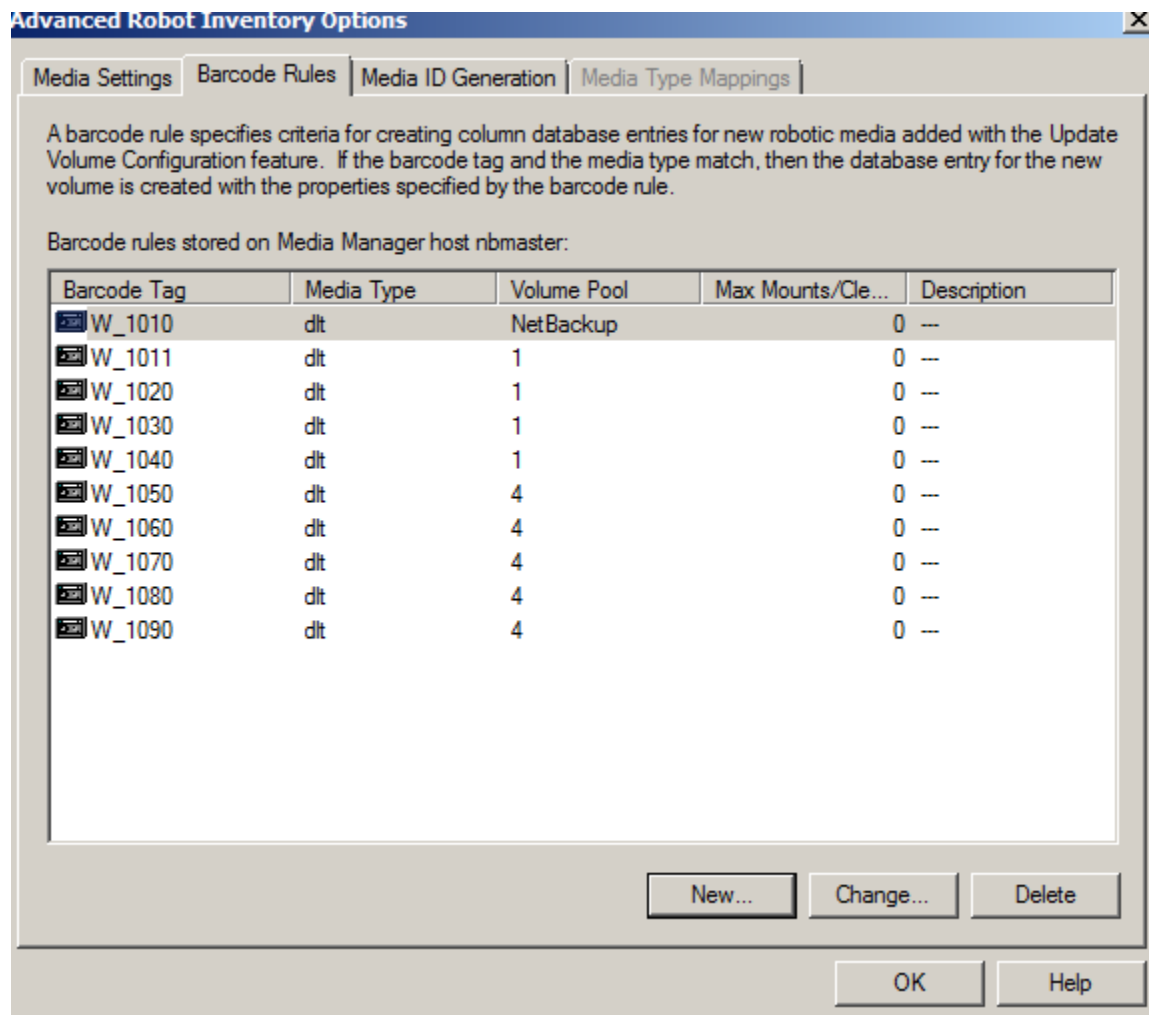 Advanced Robot Inventory Options
Media Settings Barcode Rules Media ID Generation Media Type Mappings
A barcode rule specifies criteria for creating column database entries for new robotic media added with the Update
Volume Configuration feature. If the barcode tag and the media type match, then the database entry for the new
volume is created with the properties specified by the barcode rule.
Barcode rules stored on Media Manager host nbmaster:
Barcode Tag Media Type Volume Pool Max Mounts/Cle... Description
W_1010 dlt NetBackup 0 ---
W_1011 dlt 1 0 ---
W_1020 dlt 1 0 ---
W_1030 dlt 1 0 ---
W_1040 dlt 1 0 ---
W_1050 dlt 4 0 ---
W_1060 dlt 4 0 ---
W_1070 dlt 4 0 ---
W_1080 dlt 4 0 ---
W_1090 dlt 4 0 ---
New... Change... Delete
OK Help